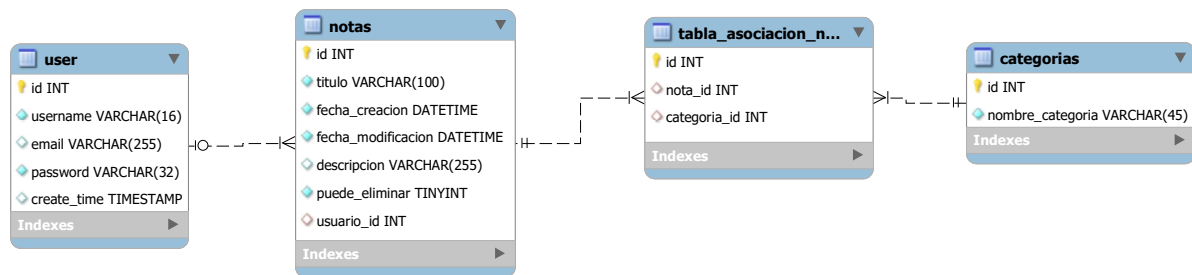 user
id INT
username VARCHAR(16)
email VARCHAR(255)
password VARCHAR(32)
create_time TIMESTAMP
Indexes
notas
id INT
titulo VARCHAR(100)
fecha_creacion DATETIME
fecha_modificacion DATETIME
descripcion VARCHAR(255)
puede_eliminar TINYINT
usuario_id INT
Indexes
tabla_asociacion_n...
id INT
nota_id INT
categoria_id INT
Indexes
categorias
id INT
nombre_categoria VARCHAR(45)
Indexes